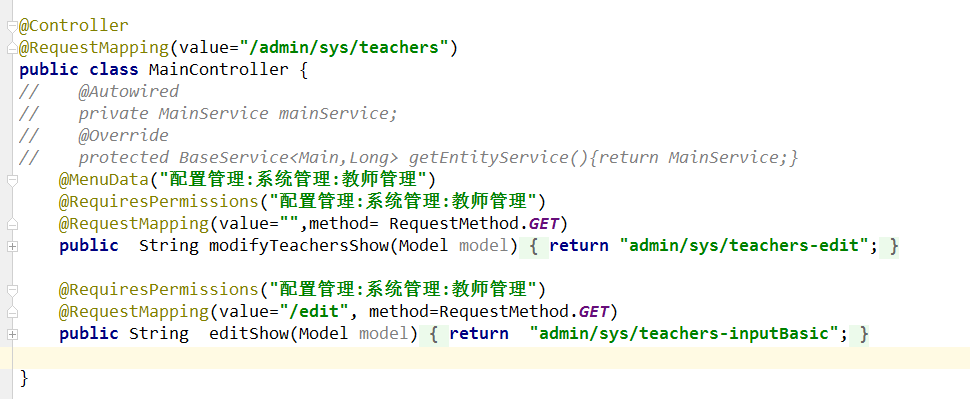 @Controller
@RequestMapping(value="/admin/sys/teachers")
public class MainController {
//    @Autowired
//    private MainService mainService;
//    @Override
//    protected BaseService<Main,Long> getEntityService(){return MainService;}
    @MenuData("配置管理:系统管理:教师管理")
    @RequiresPermissions("配置管理:系统管理:教师管理")
    @RequestMapping(value="",method= RequestMethod.GET)
    public  String modifyTeachersShow(Model model) { return "admin/sys/teachers-edit"; }
    @RequiresPermissions("配置管理:系统管理:教师管理")
    @RequestMapping(value="/edit", method=RequestMethod.GET)
    public String  editShow(Model model) { return  "admin/sys/teachers-inputBasic"; }
}